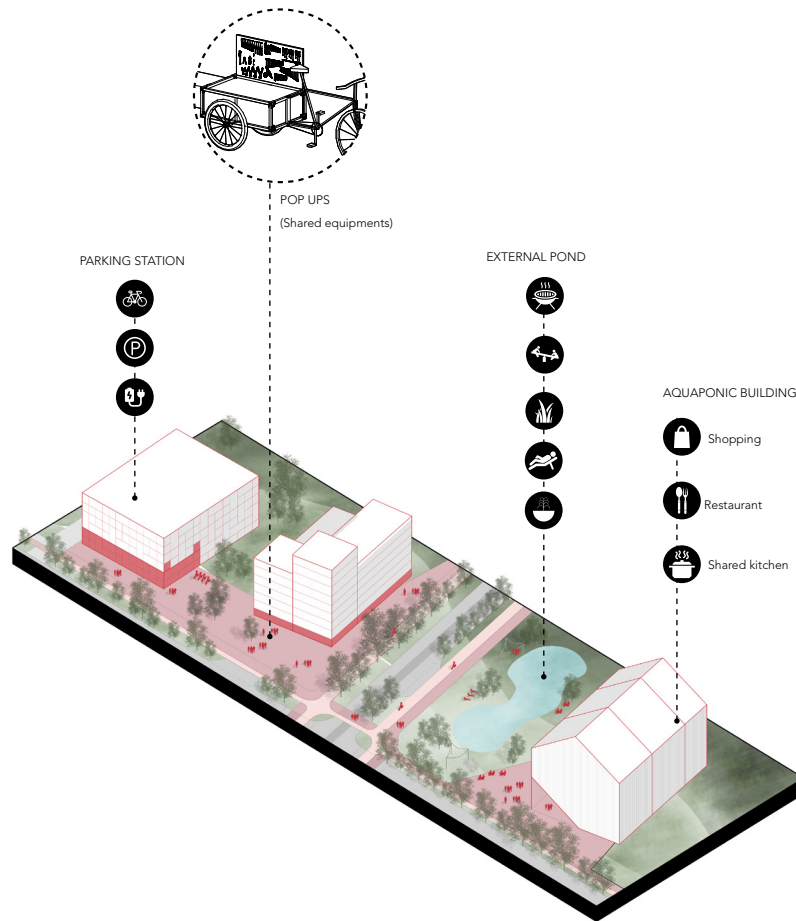 POP UPS
(Shared equipments)
PARKING STATION
P
EXTERNAL POND
AQUAPONIC BUILDING
Shopping
Restaurant
Shared kitchen